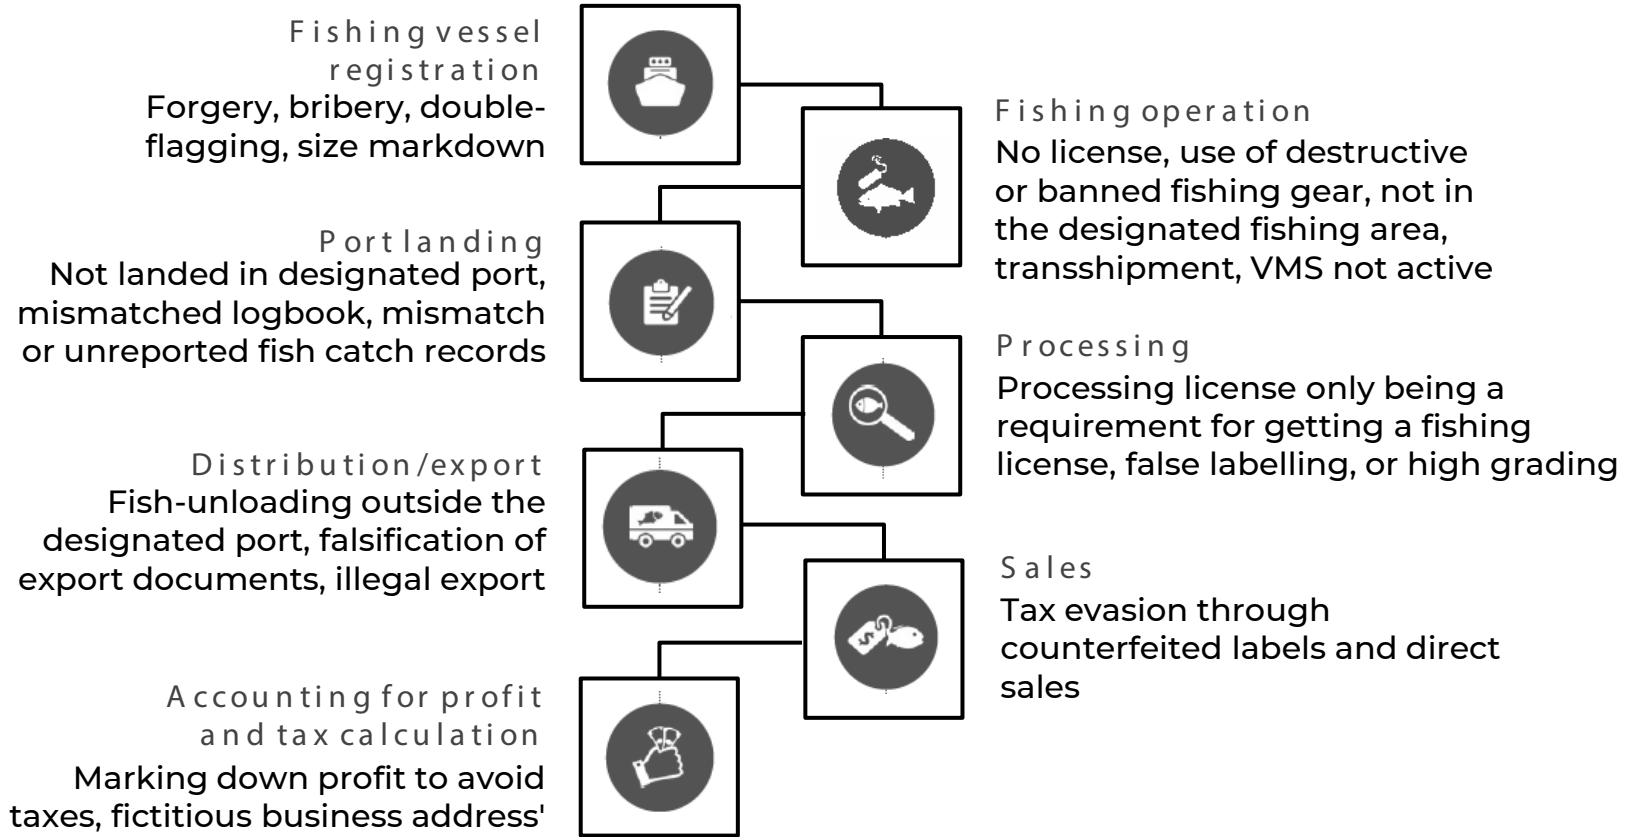 Fishing vessel
registration
Forgery, bribery, double-
flagging, size markdown
Fishing operation
No license, use of destructive
or banned fishing gear, not in
the designated fishing area,
transshipment, VMS not active
Port landing
Not landed in designated port,
mismatched logbook, mismatch
or unreported fish catch records
Processing
Processing license only being a
requirement for getting a fishing
license, false labelling, or high grading
Distribution/export
Fish-unloading outside the
designated port, falsification of
export documents, illegal export
Sales
Tax evasion through
counterfeited labels and direct
sales
$
Accounting for profit
and tax calculation
Marking down profit to avoid
taxes, fictitious business address'